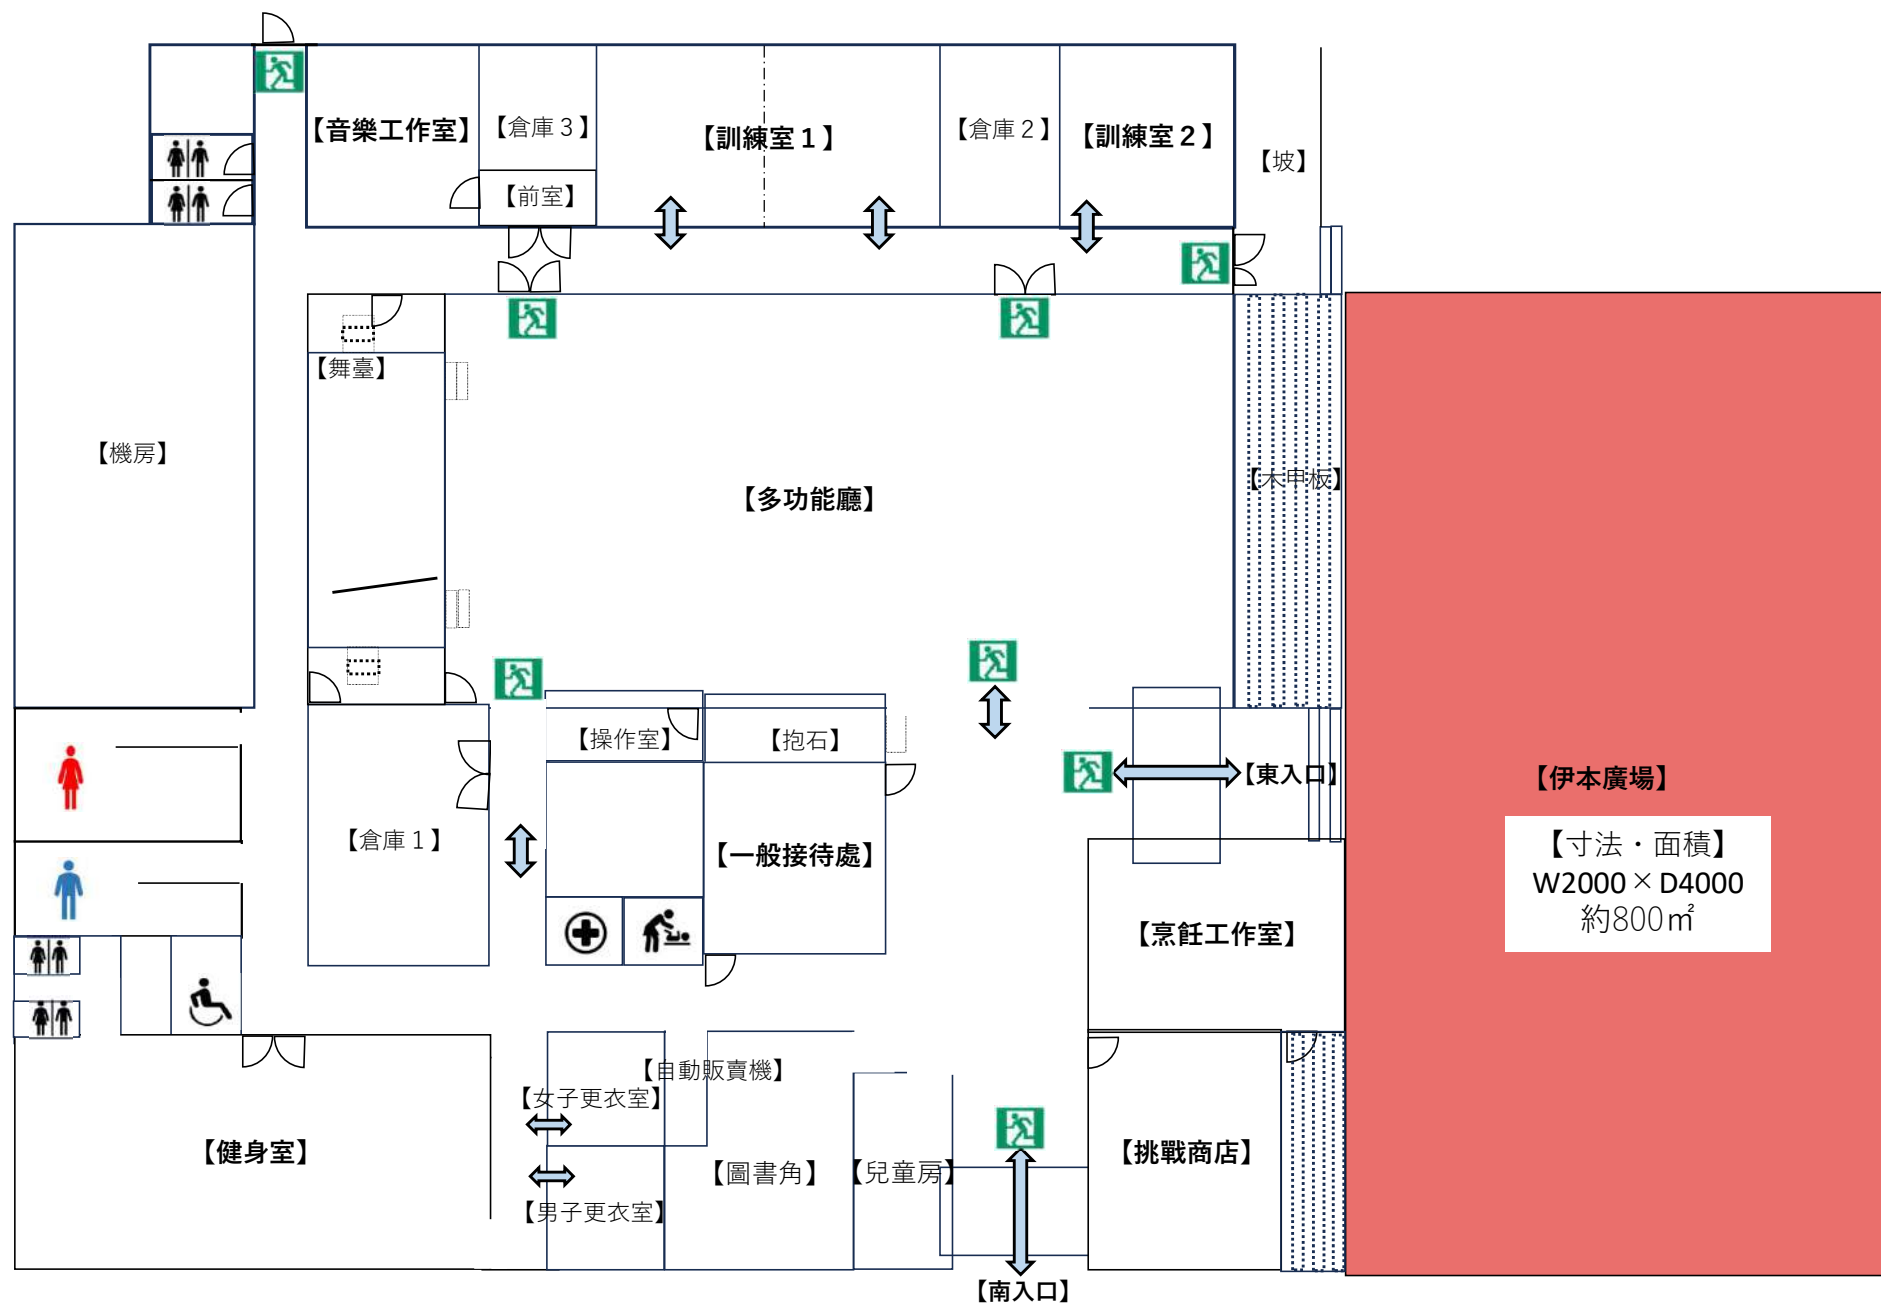 【音樂工作室】
【倉庫３】
【前室】
【訓練室１】
【倉庫２】
【訓練室２】
【坡】
【舞臺】
【機房】
【多功能廳】
【木甲板】
【操作室】
【抱石】
【東入口】
【伊本廣場】
【寸法・面積】
W2000×D4000
約800㎡
【倉庫１】
【一般接待處】
【烹飪工作室】
【自動販賣機】
【女子更衣室】
【健身室】
【圖書角】
【兒童房】
【挑戰商店】
【男子更衣室】
【南入口】